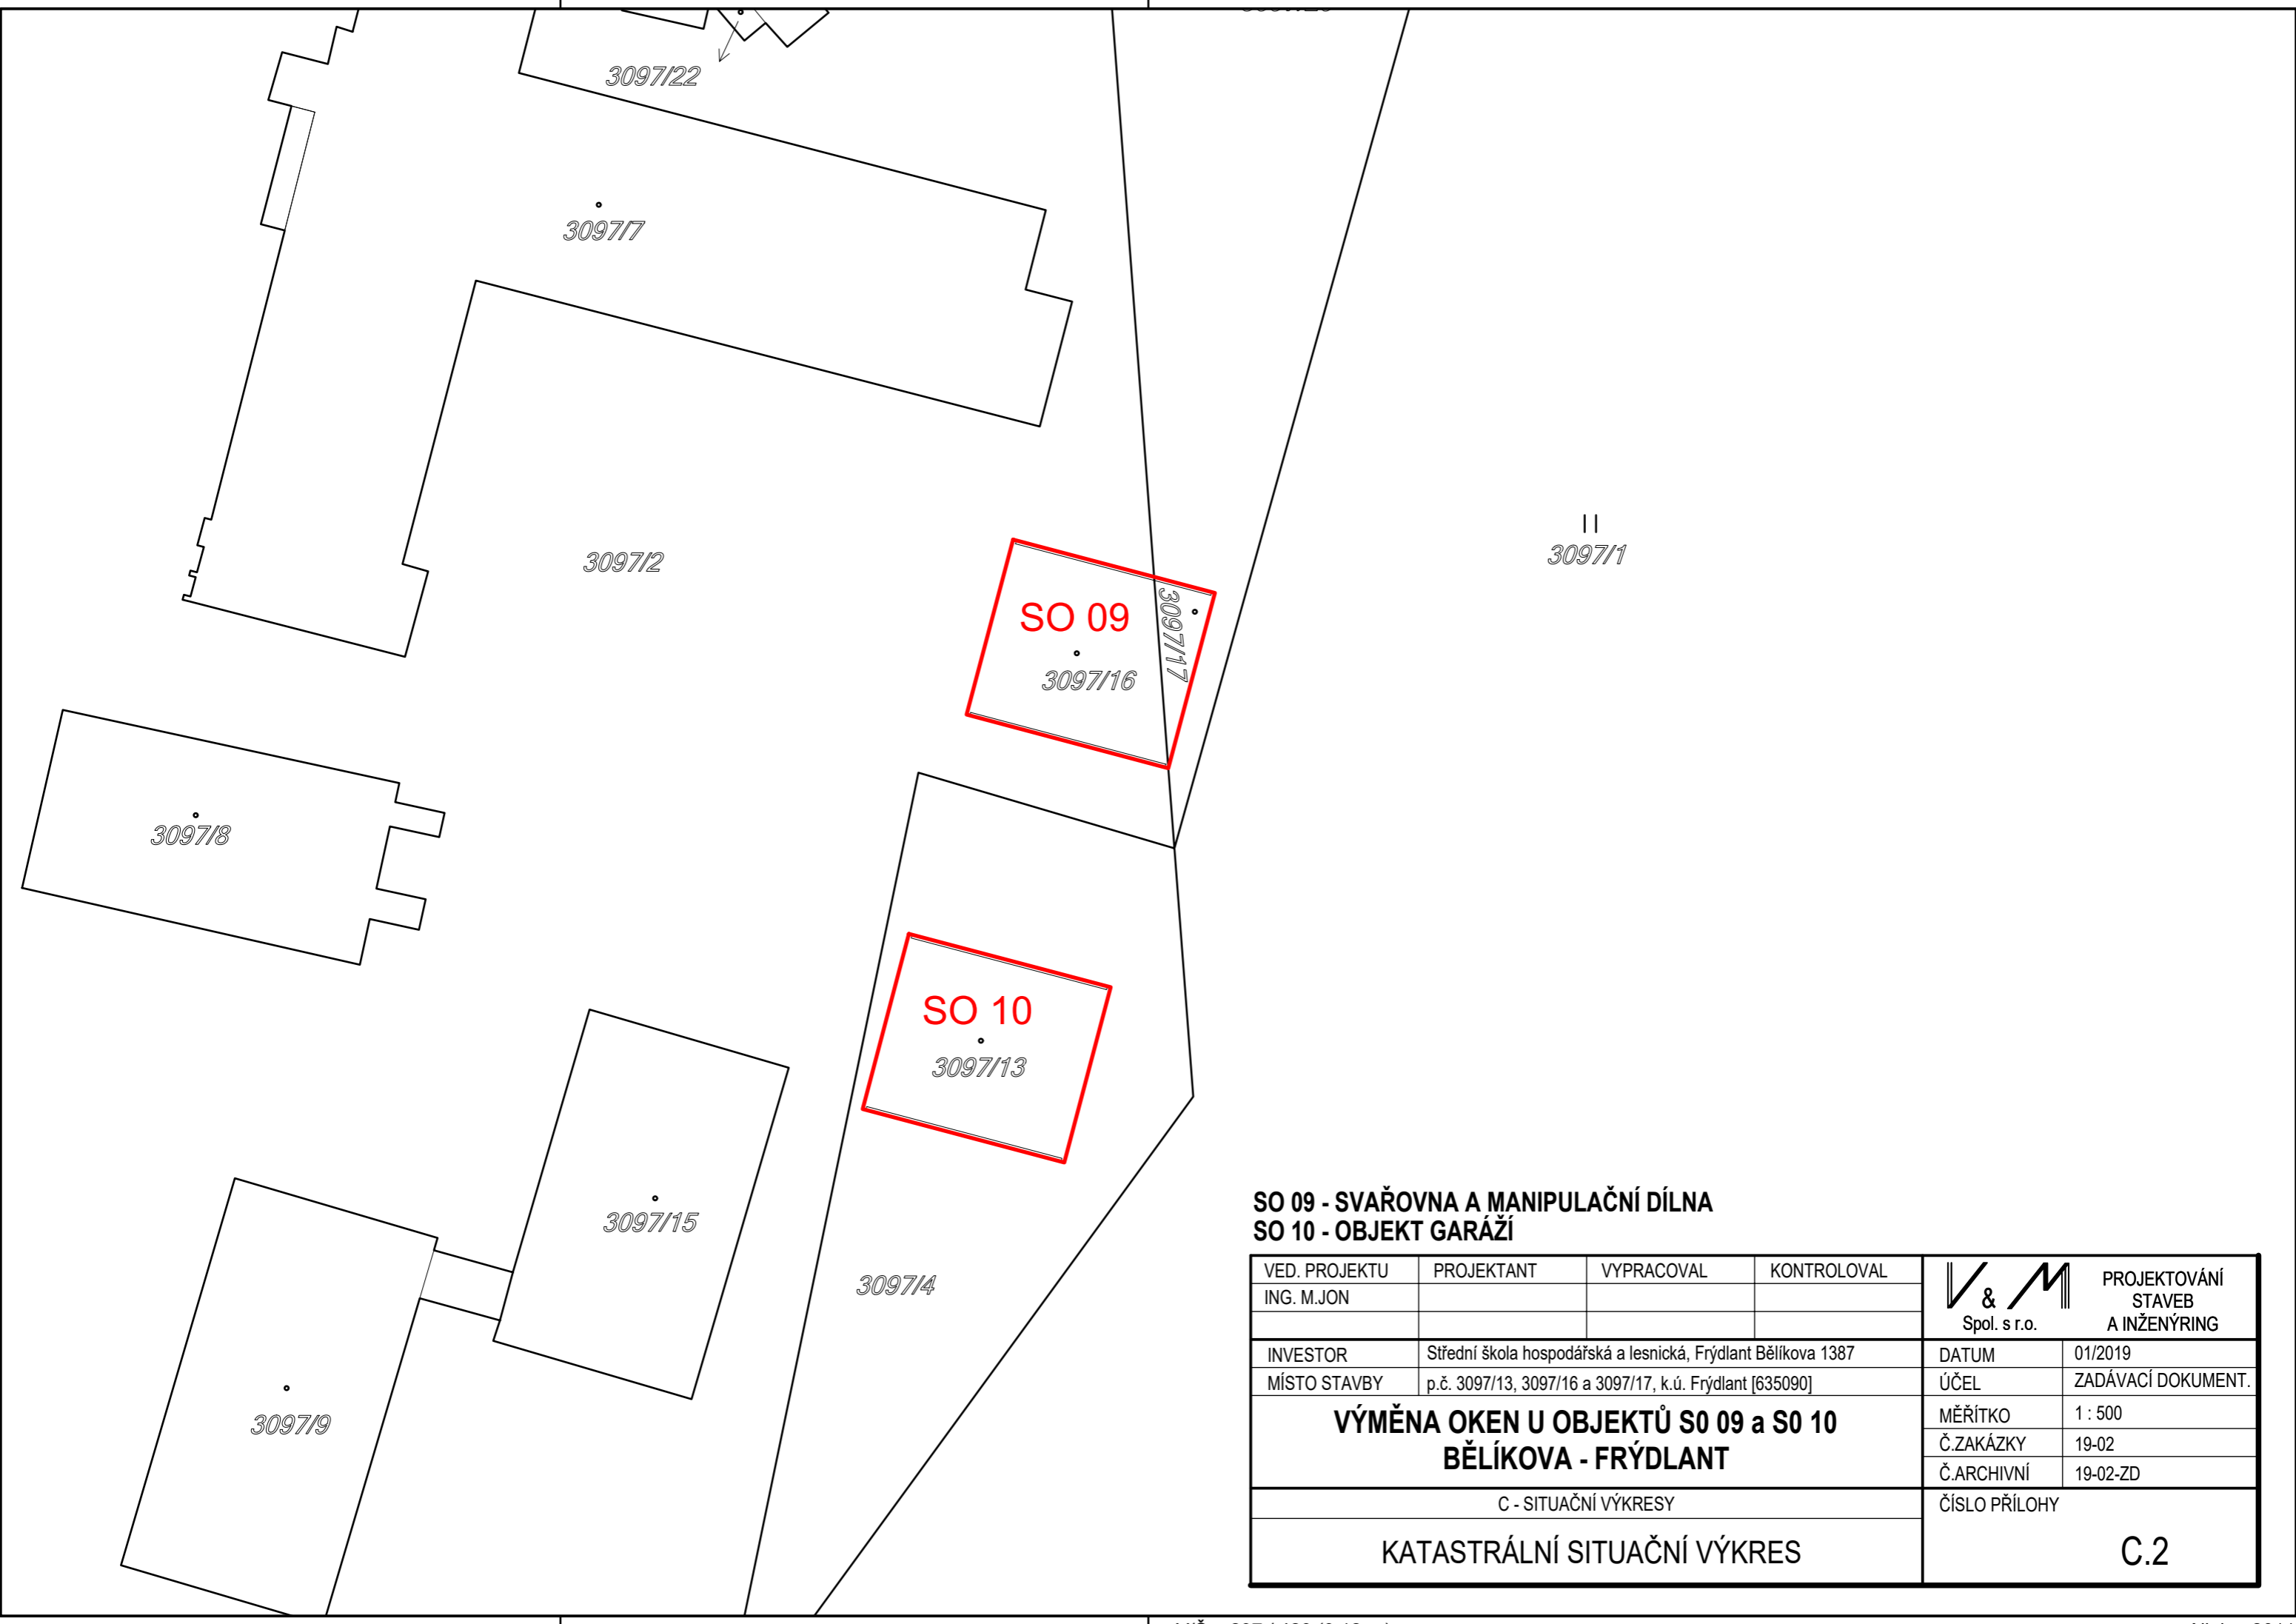 3097/22
3097/7
3097/2
3097/1
SO 09
3097/17
3097/16
3097/8
SO 10
3097/13
3097/15
3097/4
3097/9
SO 09 - SVAŘOVNA A MANIPULAČNÍ DÍLNA
SO 10 - OBJEKT GARÁŽÍ
VED. PROJEKTU PROJEKTANT VYPRACOVAL KONTROLOVAL
ING. M.JON
V & M
Spol. s r.o.
PROJEKTOVÁNÍ
STAVEB
A INŽENÝRING
INVESTOR Střední škola hospodářská a lesnická, Frýdlant Bělíkova 1387
MÍSTO STAVBY p.č. 3097/13, 3097/16 a 3097/17, k.ú. Frýdlant [635090]
VÝMĚNA OKEN U OBJEKTŮ S0 09 a S0 10
BĚLÍKOVA - FRÝDLANT
DATUM 01/2019
ÚČEL ZADÁVACÍ DOKUMENT.
MĚŘÍTKO 1 : 500
Č.ZAKÁZKY 19-02
Č.ARCHIVNÍ 19-02-ZD
C - SITUAČNÍ VÝKRESY
KATASTRÁLNÍ SITUAČNÍ VÝKRES
ČÍSLO PŘÍLOHY
C.2